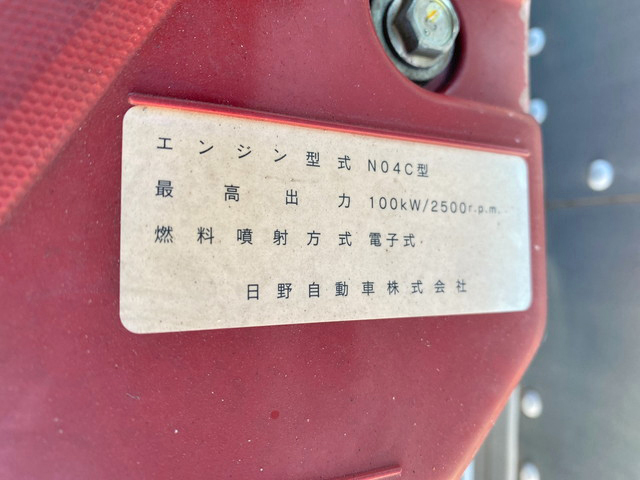 エンジン型式 N04C型
最高出力 100kW/2500r.p.m.
燃料噴射方式 電子式
日野自動車株式会社